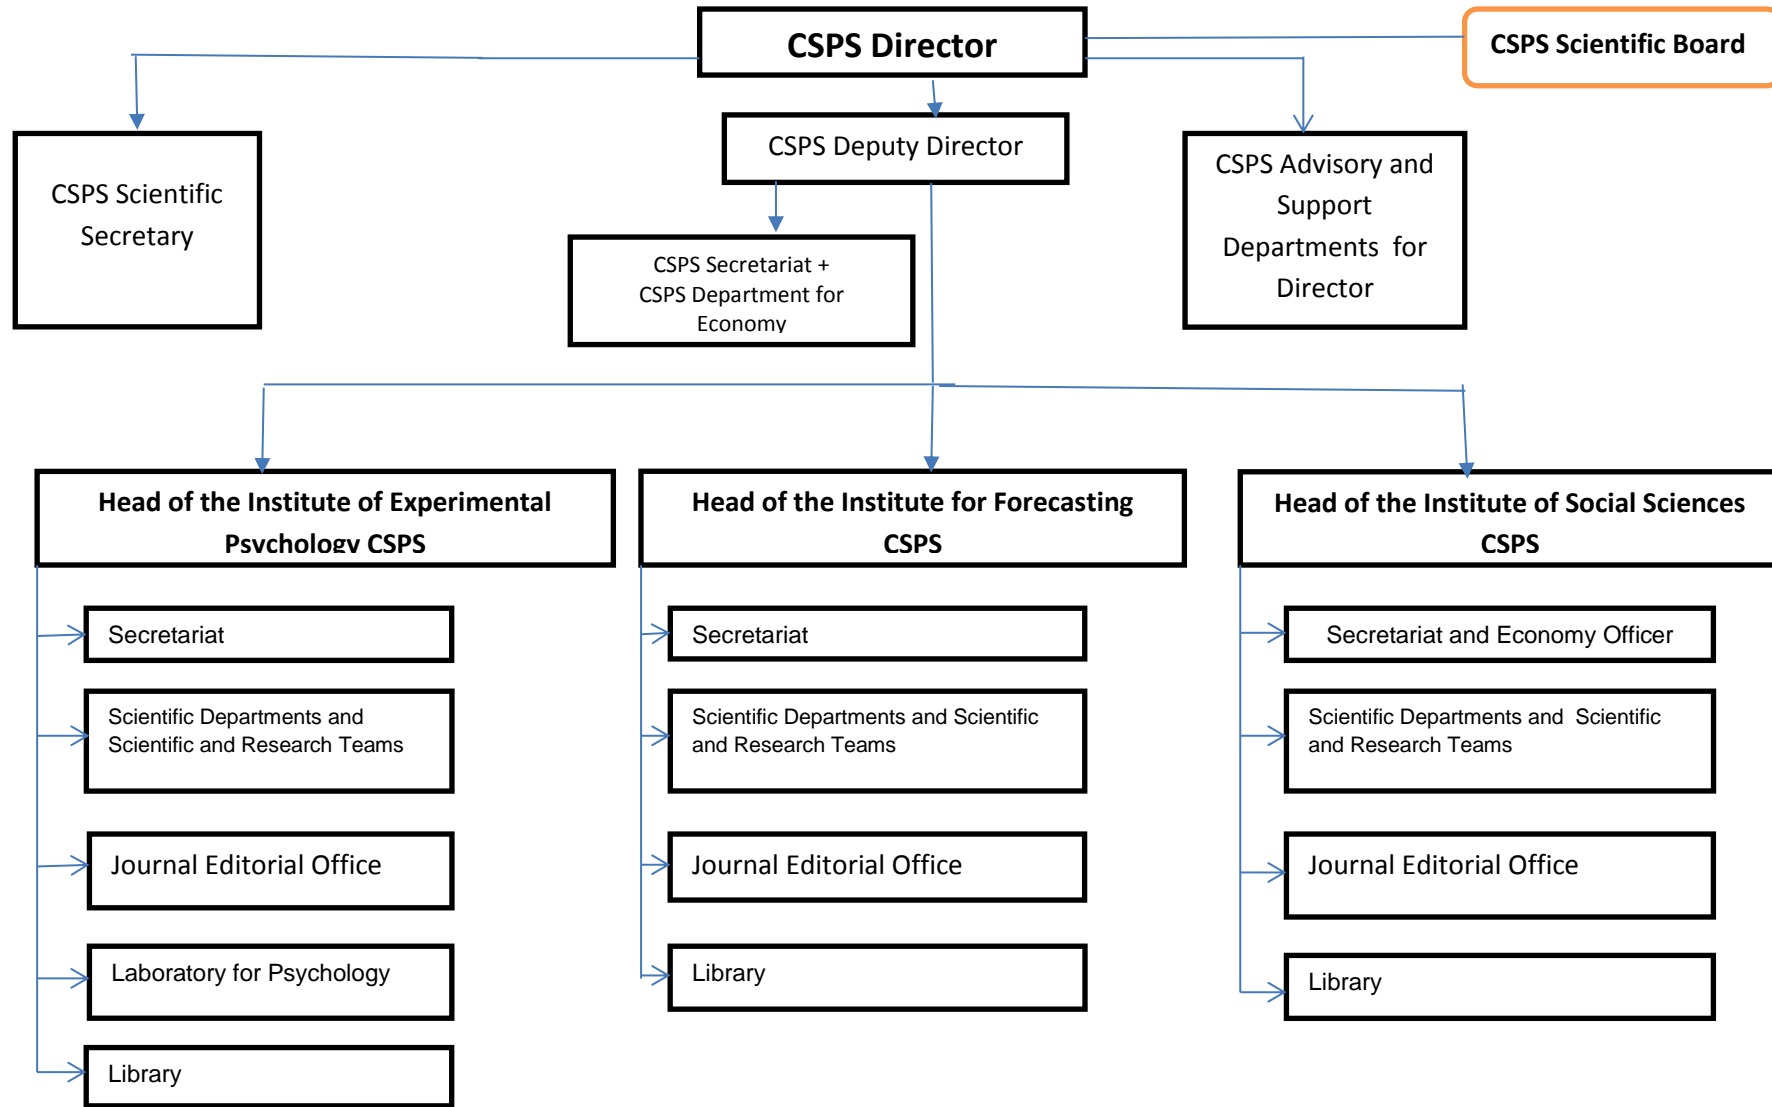 CSPS Director
CSPS Scientific Board
CSPS Scientific
Secretary
CSPS Deputy Director
CSPS Advisory and
Support
Departments for
Director
CSPS Secretariat +
CSPS Department for
Economy
Head of the Institute of Experimental
Psychology CSPS
Head of the Institute for Forecasting
CSPS
Head of the Institute of Social Sciences
CSPS
Secretariat
Scientific Departments and
Scientific and Research Teams
Journal Editorial Office
Laboratory for Psychology
Library
Secretariat
Scientific Departments and Scientific
and Research Teams
Journal Editorial Office
Library
Secretariat and Economy Officer
Scientific Departments and Scientific
and Research Teams
Journal Editorial Office
Library